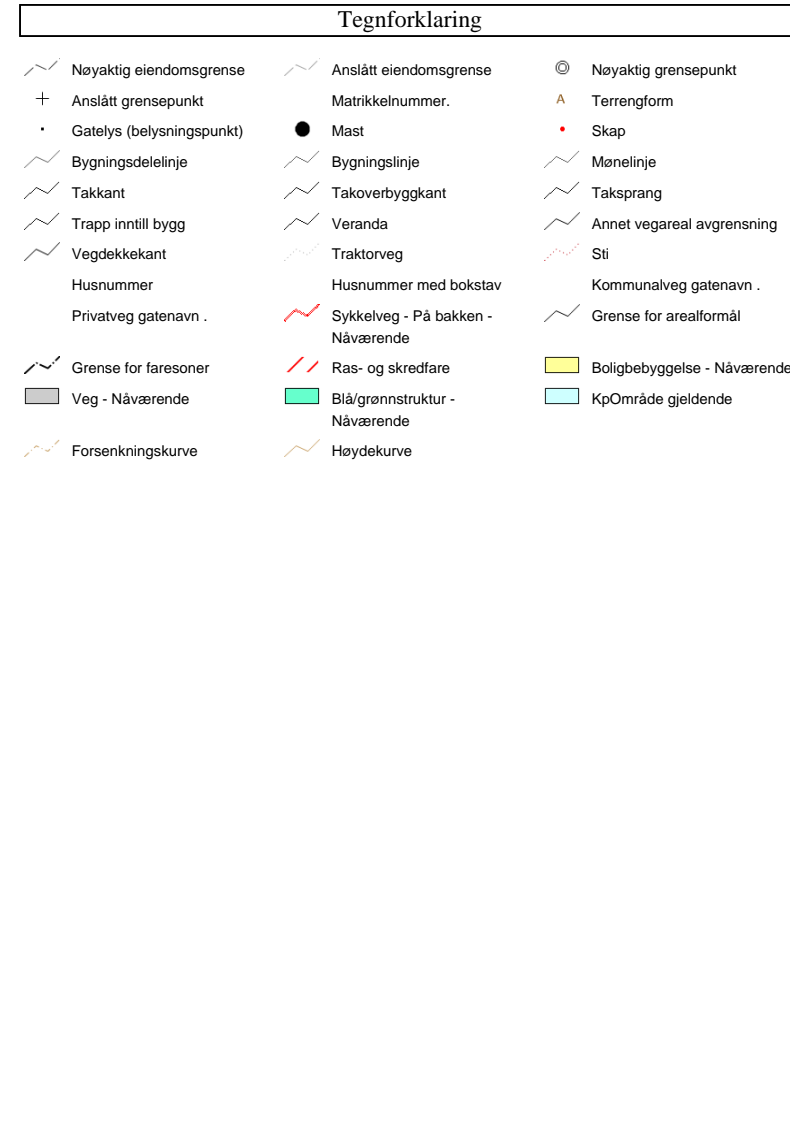 Tegnforklaring
Nøyaktig eiendomsgrense
Anslått eiendomsgrense
Nøyaktig grensepunkt
Anslått grensepunkt
Matrikkelnummer.
A
Terrengform
Gatelys (belysningspunkt)
Mast
Skap
Bygningsdelelinje
Bygningslinje
Mønelinje
Takkant
Takoverbyggkant
Taksprang
Trapp inntill bygg
Veranda
Annet vegareal avgrensning
Vegdekkekant
Traktorveg
Sti
Husnummer
Husnummer med bokstav
Kommunalveg gatenavn .
Privatveg gatenavn .
Sykkelveg - På bakken -
Nåværende
Grense for arealformål
Grense for faresoner
Ras- og skredfare
Boligbebyggelse - Nåværende
Veg - Nåværende
Blå/grønnstruktur -
Nåværende
KpOmråde gjeldende
Forsenkningskurve
Høydekurve